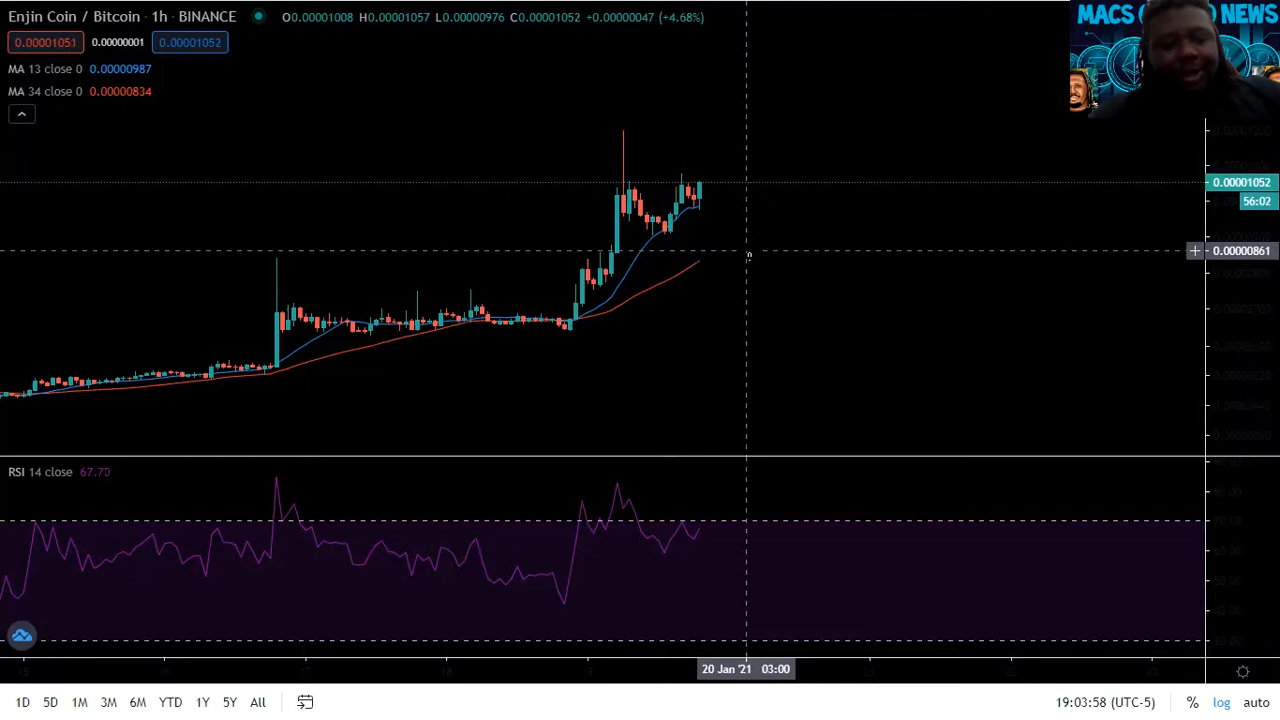 Enjin Coin / Bitcoin · 1h · BINANCE O0.00001008 H0.00001057 L0.00000976 C0.00001052 +0.00000047 (+4.68%)
0.00001051 0.00000001 0.00001052
MA 13 close 0 0.00000987
MA 34 close 0 0.00000834
MACS NEWS
0.00001052
56:02
0.00000861
RSI 14 close 67.70
20 Jan '21 03:00
1D 5D 1M 3M 6M YTD 1Y 5Y All 19:03:58 (UTC-5) % log auto